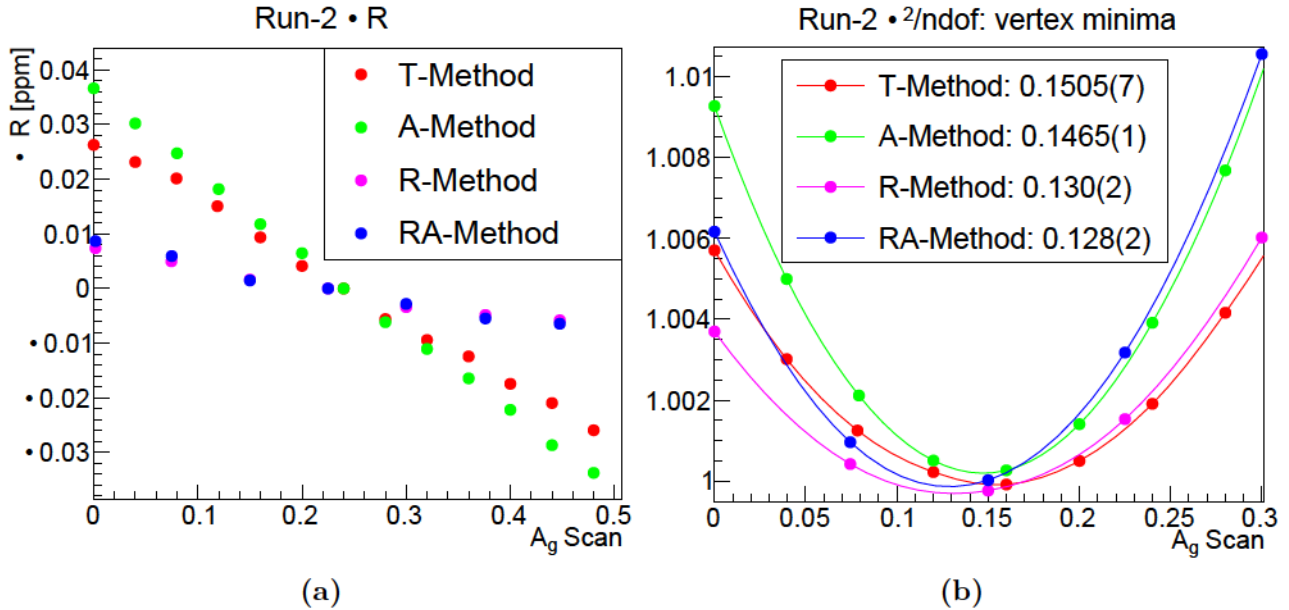 Run-2 • R
• R [ppm]
0.04
0.03
0.02
0.01
0
•0.01
•0.02
•0.03
0 0.1 0.2 0.3 0.4 0.5
A_g Scan
T-Method
A-Method
R-Method
RA-Method
(a)
Run-2 •²/ndof: vertex minima
1.01
1.008
1.006
1.004
1.002
1
0 0.05 0.1 0.15 0.2 0.25 0.3
A_g Scan
T-Method: 0.1505(7)
A-Method: 0.1465(1)
R-Method: 0.130(2)
RA-Method: 0.128(2)
(b)